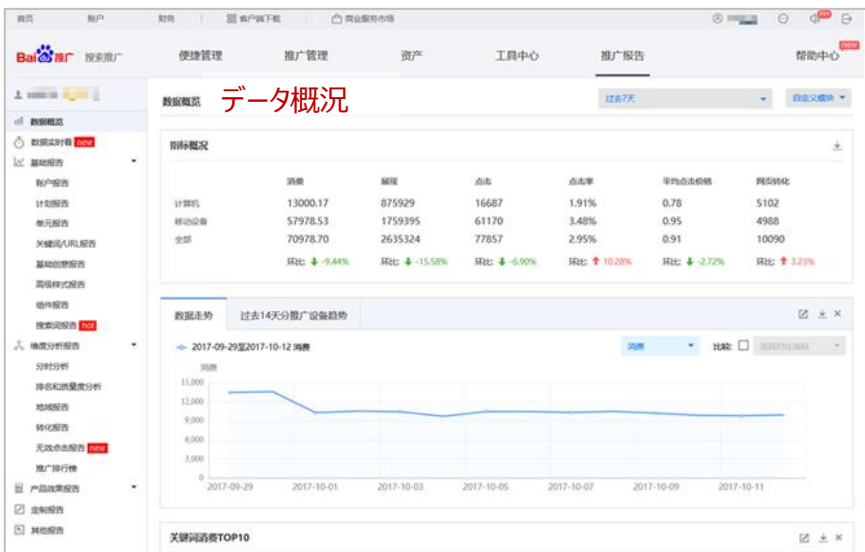 首页 账户 财务 客户端下载 商业服务市场
Bai 推广 搜索推广 便捷管理 推广管理 资产 工具中心 推广报告 帮助中心 new
数据概览 データ概況 过去7天 自定义模块
数据概览
数据实时看 new
基础报告
账户报告
计划报告
单元报告
关键词/URL报告
基础创意报告
高级样式报告
组件报告
搜索词报告 hot
维度分析报告
分时分析
排名和质量度分析
地域报告
转化报告
无效点击报告 new
推广排行榜
产品效果报告
定制报告
其他报告
指标概况
消费 展现 点击 点击率 平均点击价格 网页转化
计算机 13000.17 875929 16687 1.91% 0.78 5102
移动设备 57978.53 1759395 61170 3.48% 0.95 4988
全部 70978.70 2635324 77857 2.95% 0.91 10090
环比: -9.44% 环比: -15.58% 环比: -6.90% 环比: 10.28% 环比: -2.72% 环比: 3.23%
数据走势 过去14天分推广设备趋势
2017-09-29至2017-10-12 消费 消费 比较: 选择对比指标
消费
12,000
9,000
6,000
3,000
0
2017-09-29 2017-10-01 2017-10-03 2017-10-05 2017-10-07 2017-10-09 2017-10-11
关键词消费TOP10